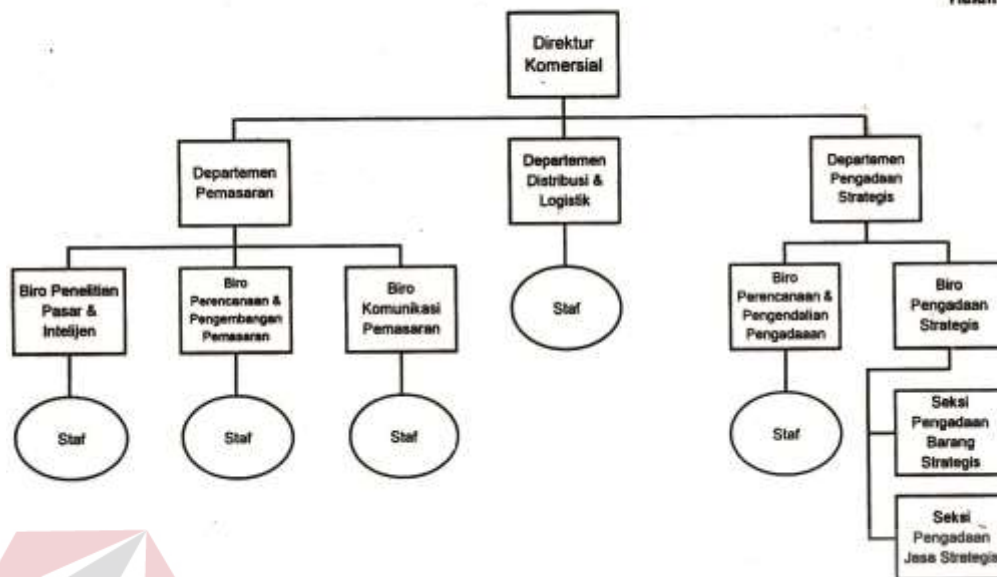 Direktur
Komersial
Departemen
Pemasaran
Departemen
Distribusi &
Logistik
Departemen
Pengadaan
Strategis
Biro Penelitian
Pasar &
Intelijen
Biro
Perencanaan &
Pengembangan
Pemasaran
Biro
Komunikasi
Pemasaran
Staf
Biro
Perencanaan &
Pengendalian
Pengadaaan
Biro
Pengadaan
Strategis
Staf
Staf
Staf
Staf
Seksi
Pengadaan
Barang
Strategis
Seksi
Pengadaan
Jasa Strategis